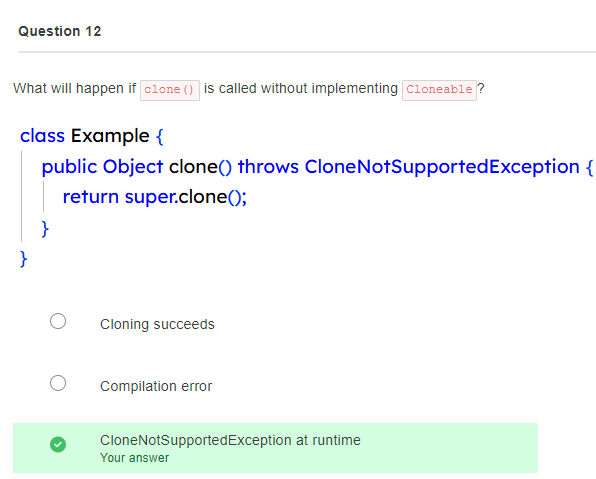 Question 12
What will happen if clone() is called without implementing Cloneable?
class Example {
public Object clone() throws CloneNotSupportedException {
return super.clone();
}
}
Cloning succeeds
Compilation error
CloneNotSupportedException at runtime
Your answer